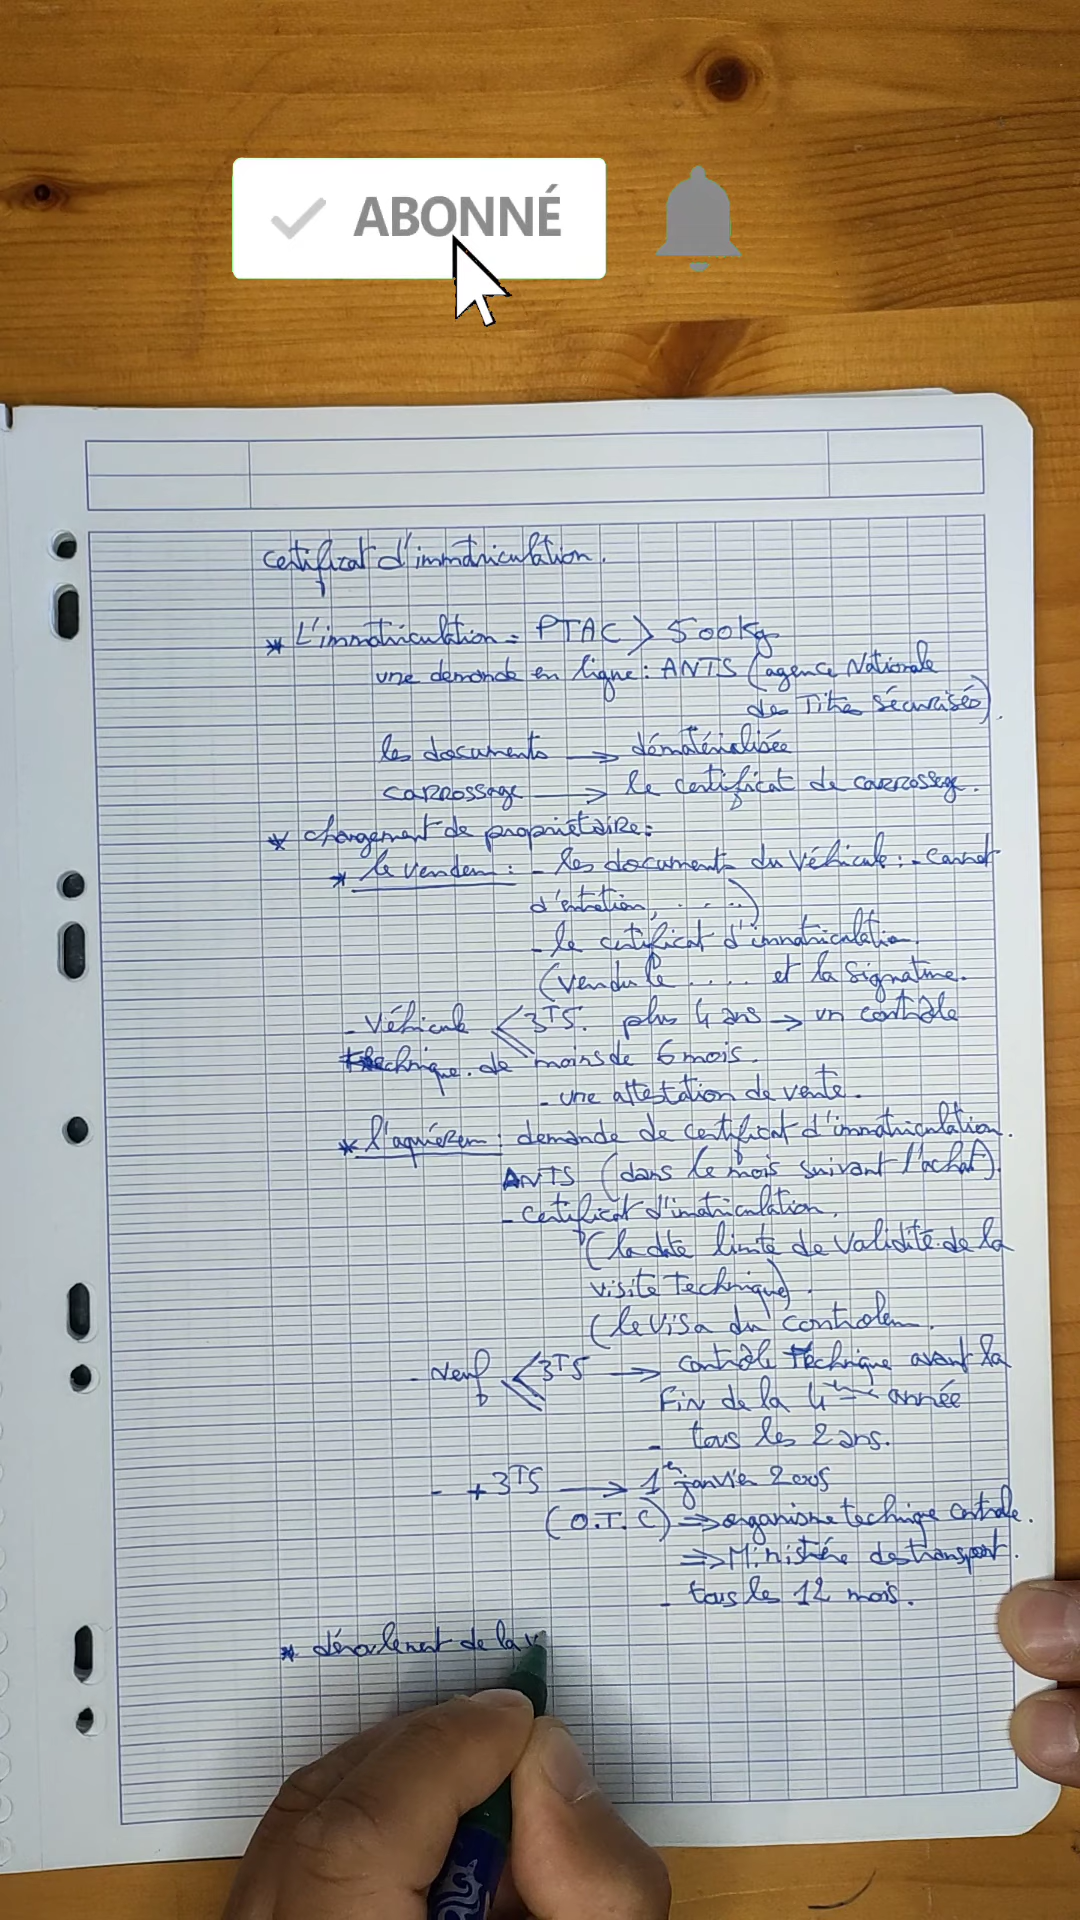 ABONNÉ
Certificat d'immatriculation.
* L'immatriculation = PTAC > 500Kg
une demande en ligne : ANTS (agence Nationale
des Titres Sécurisés).
les documents → dématérialisée
carrossage → le certificat de carrossage.
* changement de propriétaire :
* le vendeur : - les documents du véhicule : - carnet
d'entretien, .....)
- le certificat d'immatriculation.
(vendu le .... et la signature.
- Véhicule < 3T5. plus 4 ans → un contrôle
technique. de moins de 6 mois.
- une attestation de vente.
* l'aquéreur : demande de certificat d'immatriculation.
ANTS (dans le mois suivant l'achat).
- certificat d'imatriculation.
(la date limite de validité de la
visite technique).
(le visa du controleur.
- Neuf < 3T5 → contrôle technique avant la
Fin de la 4ème année
- tous les 2 ans.
- +3T5 → 1er janvier 2005
(O.T.C) ⇒ organisme technique centrale.
⇒ Ministère des transport.
- tous le 12 mois.
* déroulement de la v